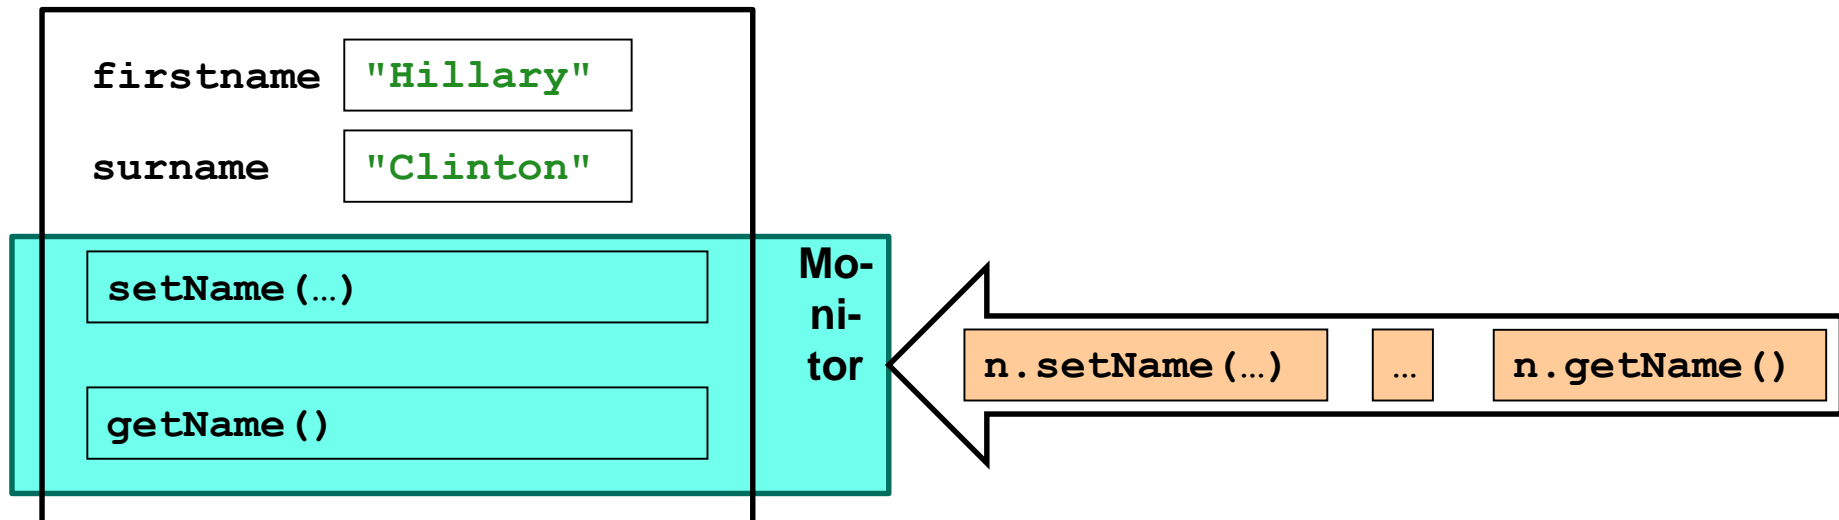 firstname "Hillary"
surname "Clinton"
setName(…)
getName()
Mo-
ni-
tor
n.setName(…) … n.getName()